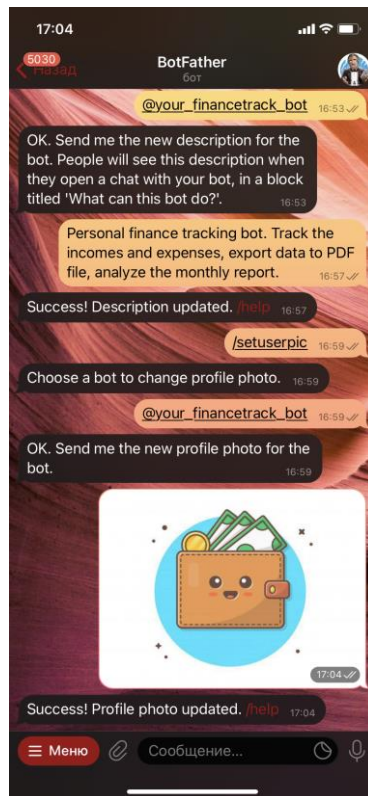 17:04
5030
Назад
BotFather
бот
@your_financetrack_bot 16:53
OK. Send me the new description for the
bot. People will see this description when
they open a chat with your bot, in a block
titled 'What can this bot do?'. 16:53
Personal finance tracking bot. Track the
incomes and expenses, export data to PDF
file, analyze the monthly report. 16:57
Success! Description updated. /help 16:57
/setuserpic 16:59
Choose a bot to change profile photo. 16:59
@your_financetrack_bot 16:59
OK. Send me the new profile photo for the
bot. 16:59
17:04
Success! Profile photo updated. /help 17:04
Меню
Сообщение...